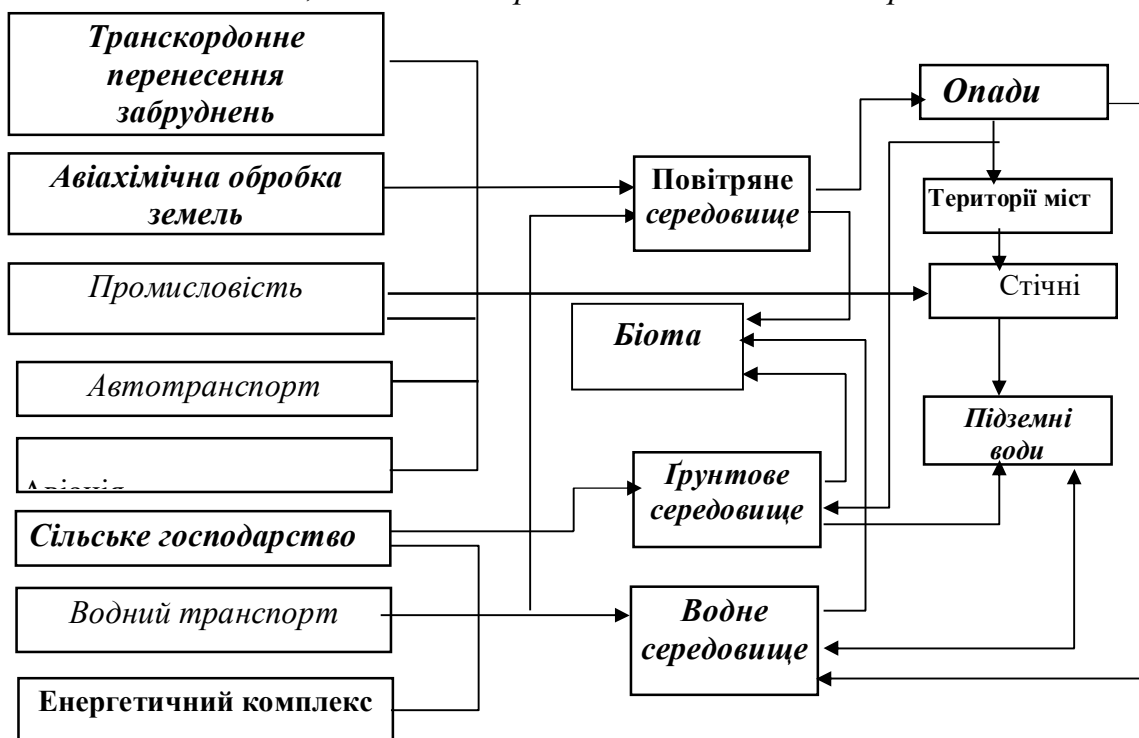 Транскордонне
перенесення
забруднень
Авіахімічна обробка
земель
Промисловість
Автотранспорт
Сільське господарство
Водний транспорт
Енергетичний комплекс
Повітряне
середовище
Біота
Ґрунтове
середовище
Водне
середовище
Опади
Території міст
Стічні
Підземні
води